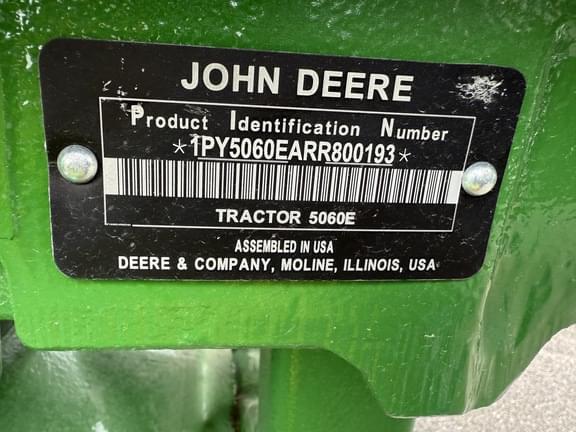 JOHN DEERE
Product Identification Number
*1PY5060EARR800193*
TRACTOR 5060E
ASSEMBLED IN USA
DEERE & COMPANY, MOLINE, ILLINOIS, USA